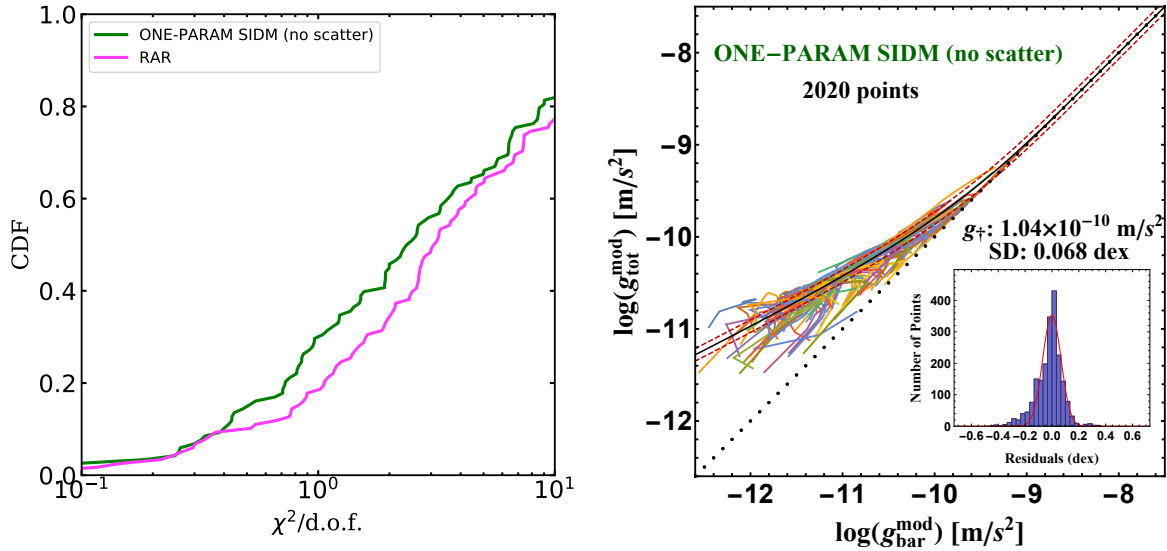 1.0
0.8
0.6
0.4
0.2
0.0
CDF
ONE-PARAM SIDM (no scatter)
RAR
10⁻¹
10⁰
10¹
χ²/d.o.f.
-8
-9
-10
-11
-12
log(g_tot^mod) [m/s²]
ONE−PARAM SIDM (no scatter)
2020 points
g†: 1.04×10⁻¹⁰ m/s²
SD: 0.068 dex
400
300
200
100
0
Number of Points
-0.6 -0.4 -0.2 0.0 0.2 0.4 0.6
Residuals (dex)
-12 -11 -10 -9 -8
log(g_bar^mod) [m/s²]